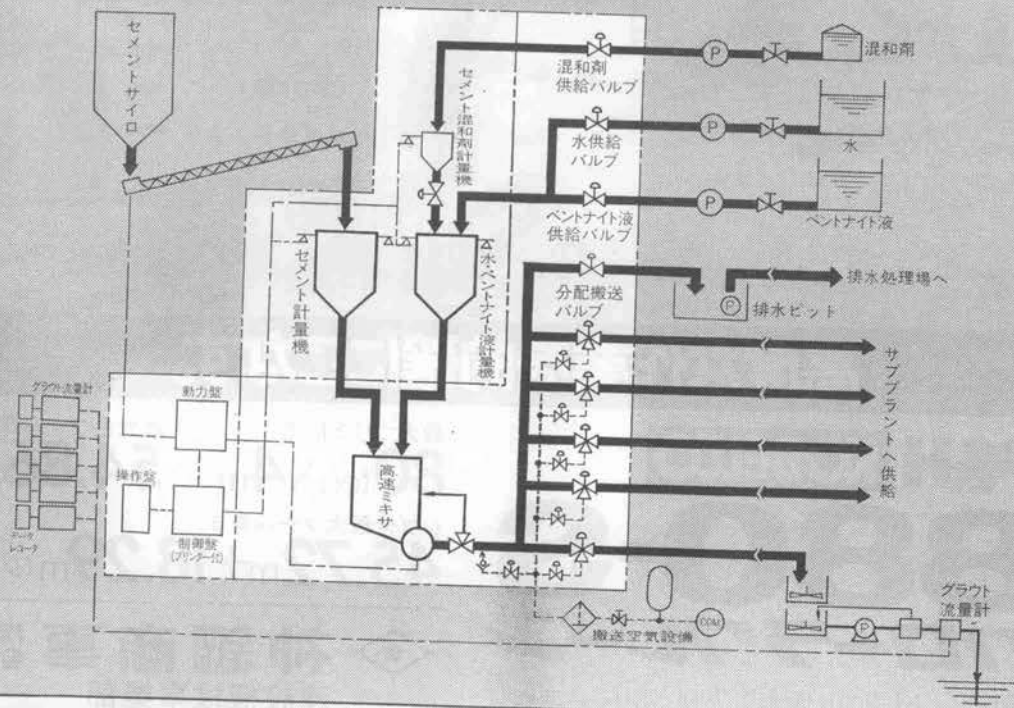 セメントサイロ
混和剤
供給バルブ
P
混和剤
セメント混和剤計量機
水供給
バルブ
P
水
ベントナイト液
供給バルブ
P
ベントナイト液
セメント計量機
水・ベントナイト液計量機
分配搬送
バルブ
P
排水ピット
排水処理場へ
サブプラントへ供給
グラウト流量計
動力盤
操作盤
制御盤
(プリンター付)
データ
レコーダ
高速ミキサ
搬送空気設備
COM
P
グラウト
流量計